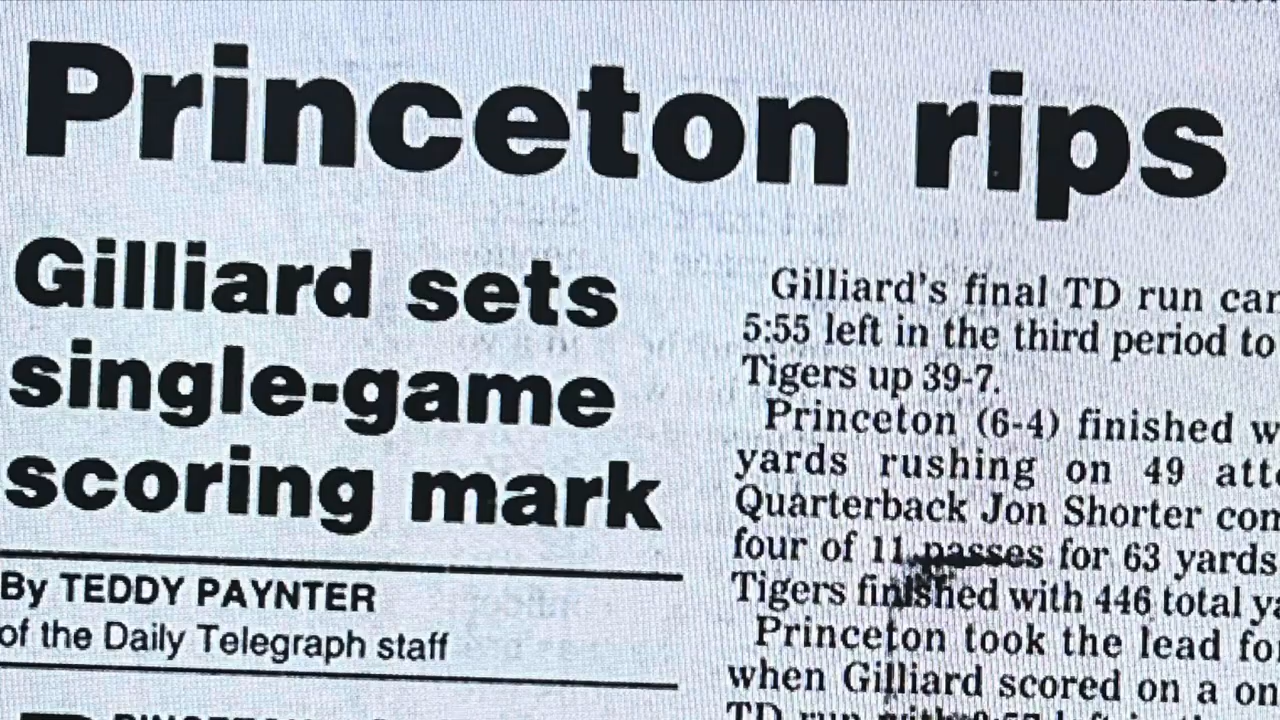 Princeton rips
Gilliard sets
single-game
scoring mark
By TEDDY PAYNTER
of the Daily Telegraph staff
Gilliard's final TD run
5:55 left in the third period to
Tigers up 39-7.
Princeton (6-4) finished
yards rushing on 49
Quarterback Jon Shorter
four of 11 passes for 63 yards
Tigers finished with 446 total
Princeton took the lead
when Gilliard scored on a
TD run